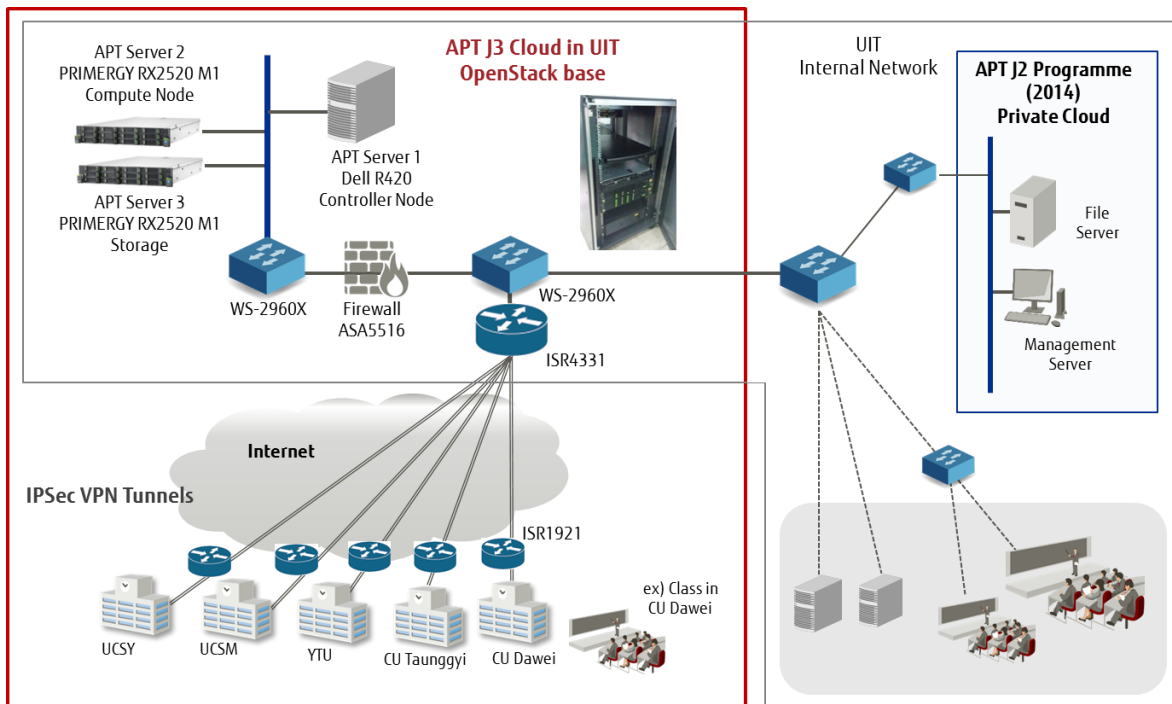 APT Server 2
PRIMERGY RX2520 M1
Compute Node
APT Server 3
PRIMERGY RX2520 M1
Storage
APT Server 1
Dell R420
Controller Node
APT J3 Cloud in UIT
OpenStack base
WS-2960X
Firewall
ASA5516
WS-2960X
ISR4331
UIT
Internal Network
APT J2 Programme
(2014)
Private Cloud
File
Server
Management
Server
Internet
IPSec VPN Tunnels
ISR1921
UCSY
UCSM
YTU
CU Taunggyi
CU Dawei
ex) Class in
CU Dawei